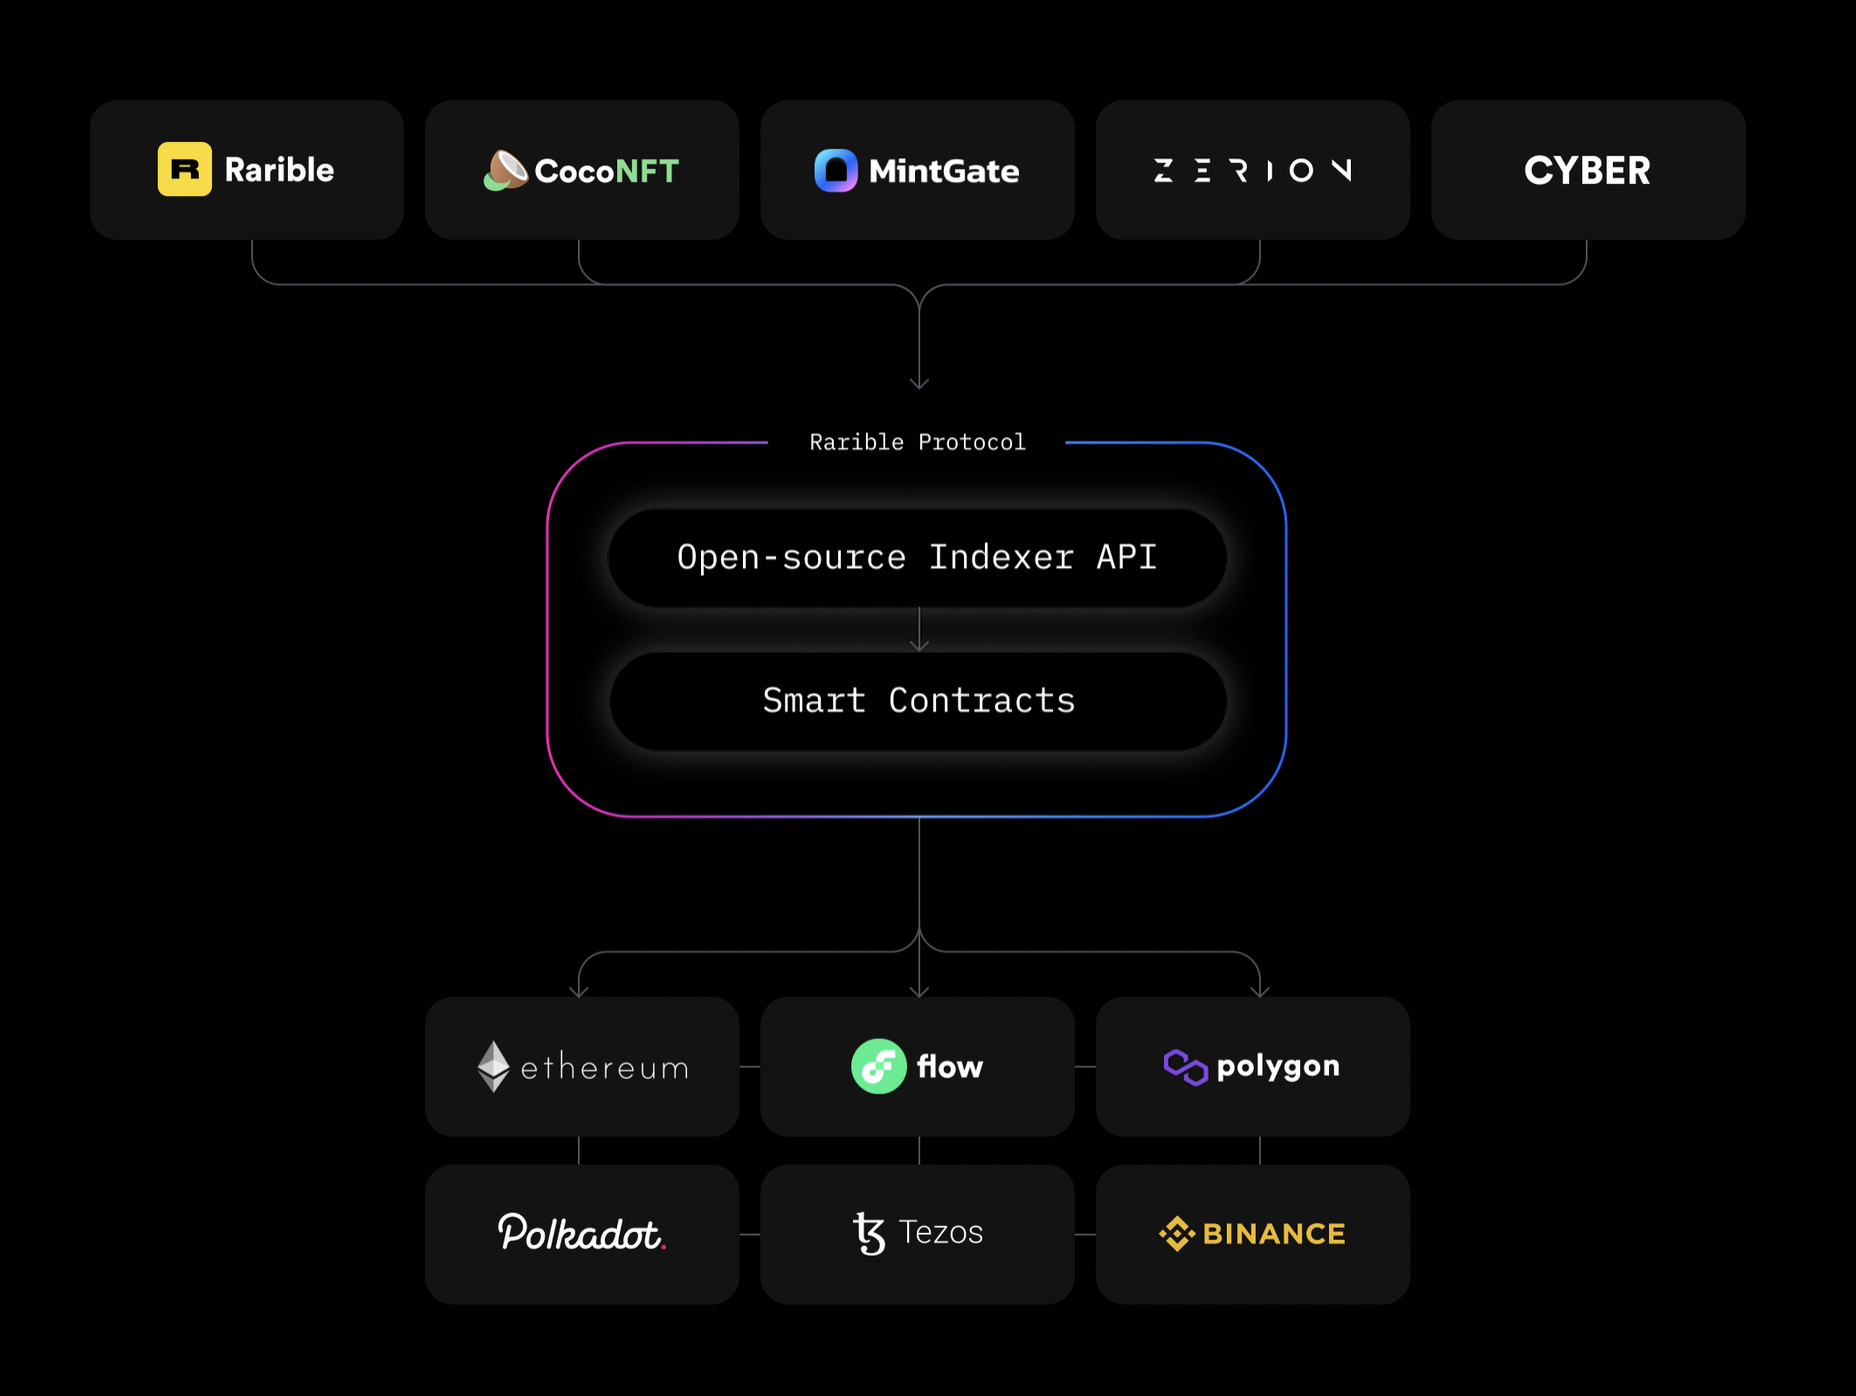 Rarible
CocoNFT
MintGate
ZERION
CYBER
Rarible Protocol
Open-source Indexer API
Smart Contracts
ethereum
flow
polygon
Polkadot.
Tezos
BINANCE